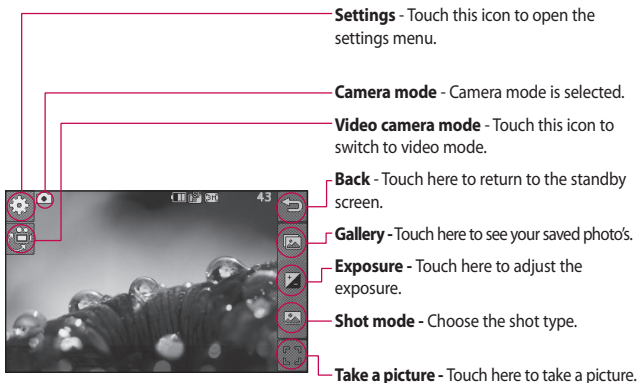 Settings - Touch this icon to open the
settings menu.
Camera mode - Camera mode is selected.
Video camera mode - Touch this icon to
switch to video mode.
Back - Touch here to return to the standby
screen.
43
Gallery - Touch here to see your saved photo's.
Exposure - Touch here to adjust the
exposure.
Shot mode - Choose the shot type.
Take a picture - Touch here to take a picture.